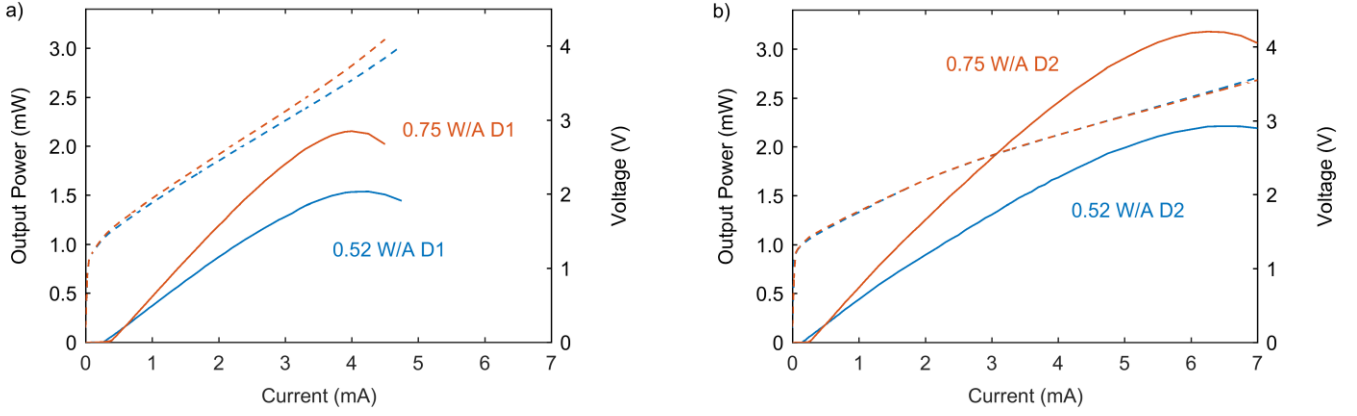 a)
3.0
2.5
2.0
1.5
1.0
0.5
0
Output Power (mW)
4
3
2
1
0
Voltage (V)
0.75 W/A D1
0.52 W/A D1
0 1 2 3 4 5 6 7
Current (mA)
b)
3.0
2.5
2.0
1.5
1.0
0.5
0
Output Power (mW)
4
3
2
1
0
Voltage (V)
0.75 W/A D2
0.52 W/A D2
0 1 2 3 4 5 6 7
Current (mA)